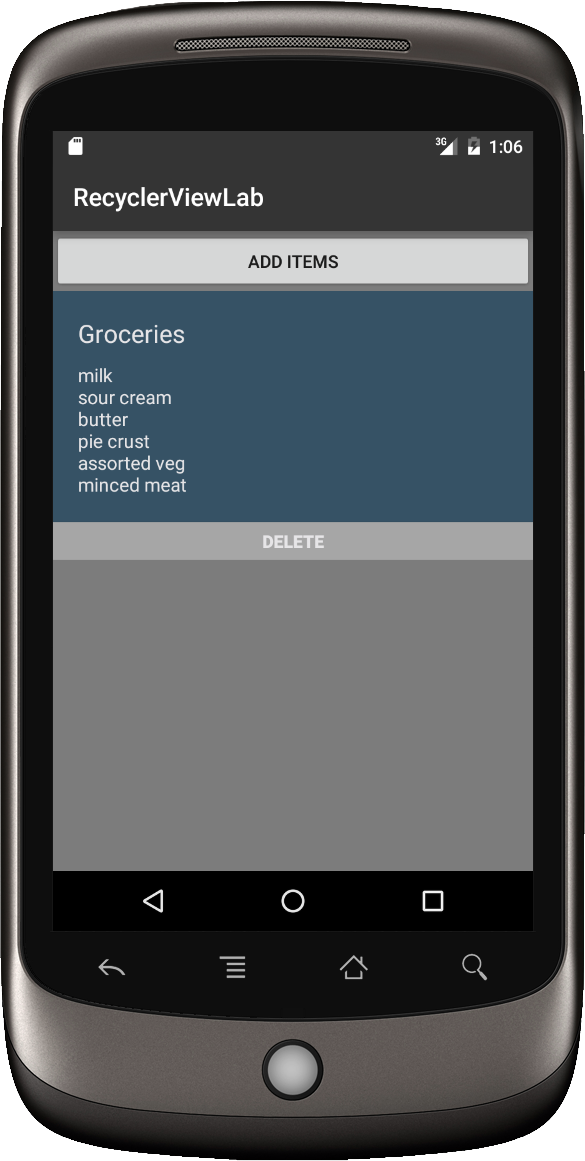 3G 1:06
RecyclerViewLab
ADD ITEMS
Groceries
milk
sour cream
butter
pie crust
assorted veg
minced meat
DELETE